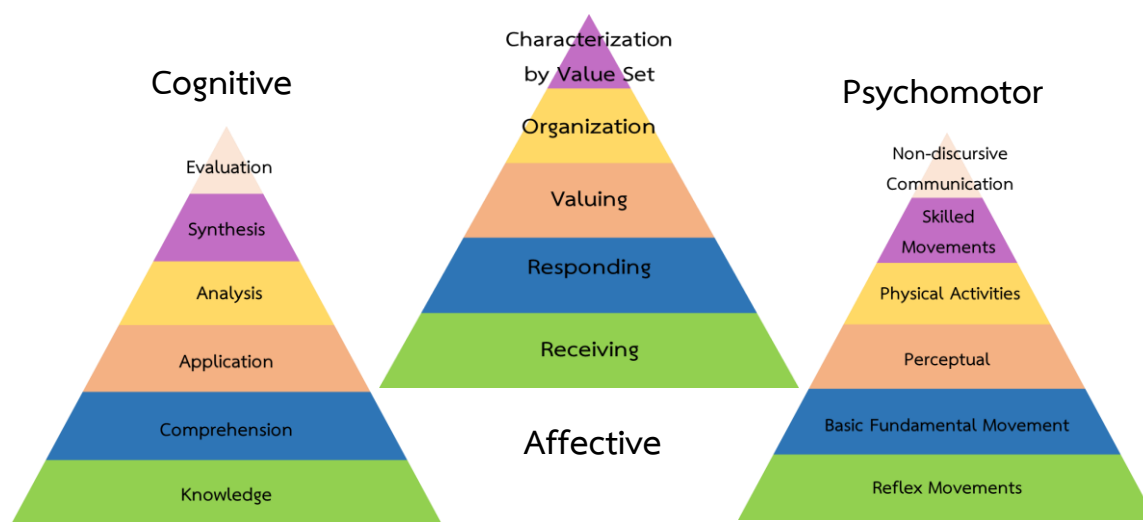 Cognitive
Evaluation
Synthesis
Analysis
Application
Comprehension
Knowledge
Characterization
by Value Set
Organization
Valuing
Responding
Receiving
Affective
Psychomotor
Non-discursive
Communication
Skilled
Movements
Physical Activities
Perceptual
Basic Fundamental Movement
Reflex Movements